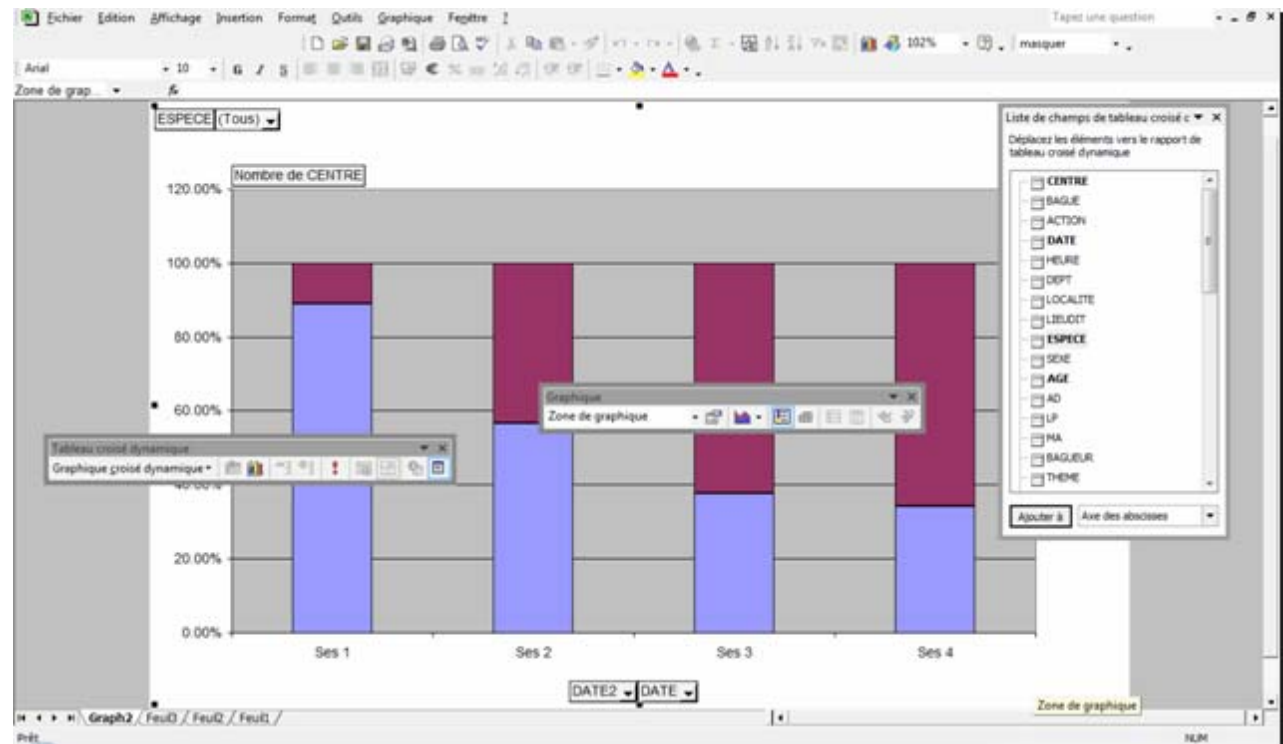 Fichier Edition Affichage Insertion Format Outils Graphique Fenêtre ? Tapez une question
102% masquer
Arial 10 G I S €
Zone de grap... fx
ESPECE (Tous)
Nombre de CENTRE
120.00%
100.00%
80.00%
60.00%
40.00%
20.00%
0.00%
Ses 1 Ses 2 Ses 3 Ses 4
DATE2 DATE
Graphique
Zone de graphique
Tableau croisé dynamique
Graphique croisé dynamique
Liste de champs de tableau croisé c
Déplacez les éléments vers le rapport de
tableau croisé dynamique
CENTRE
BAGUE
ACTION
DATE
HEURE
DEPT
LOCALITE
LIEUDIT
ESPECE
SEXE
AGE
AD
LP
MA
BAGUEUR
THEME
Ajouter à Axe des abscisses
Zone de graphique
Graph2 / Feuil3 / Feuil2 / Feuil1 /
Prêt NUM